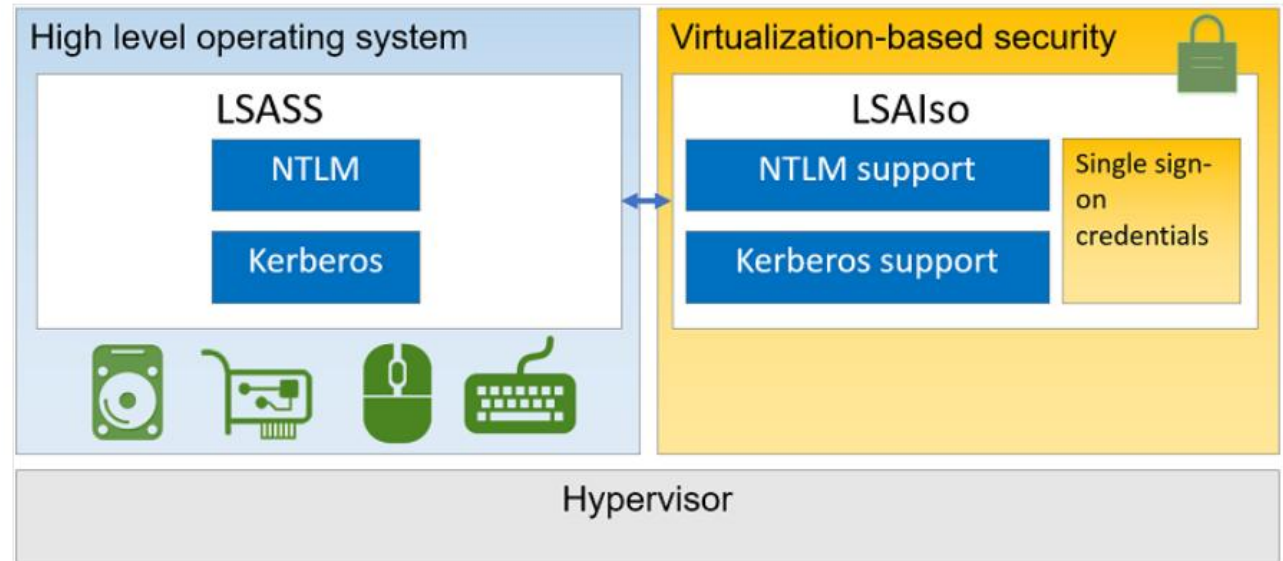 High level operating system
LSASS
NTLM
Kerberos
Virtualization-based security
LSAIso
NTLM support
Kerberos support
Single sign-
on
credentials
Hypervisor